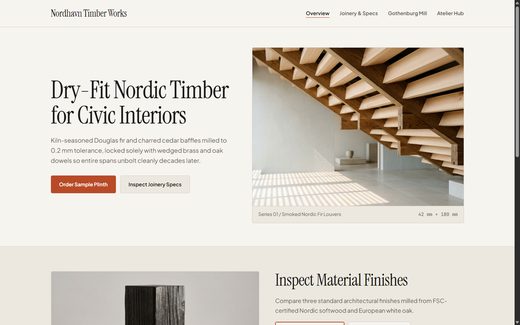 Nordhavn Timber Works
Overview
Joinery & Specs
Gothenburg Mill
Atelier Hub
Dry-Fit Nordic Timber
for Civic Interiors
Kiln-seasoned Douglas fir and charred cedar baffles milled to
0.2 mm tolerance, locked solely with wedged brass and oak
dowels so entire spans unbolt cleanly decades later.
Order Sample Plinth
Inspect Joinery Specs
Series 01 / Smoked Nordic Fir Louvers
42 mm × 180 mm
Inspect Material Finishes
Compare three standard architectural finishes milled from FSC-
certified Nordic softwood and European white oak.